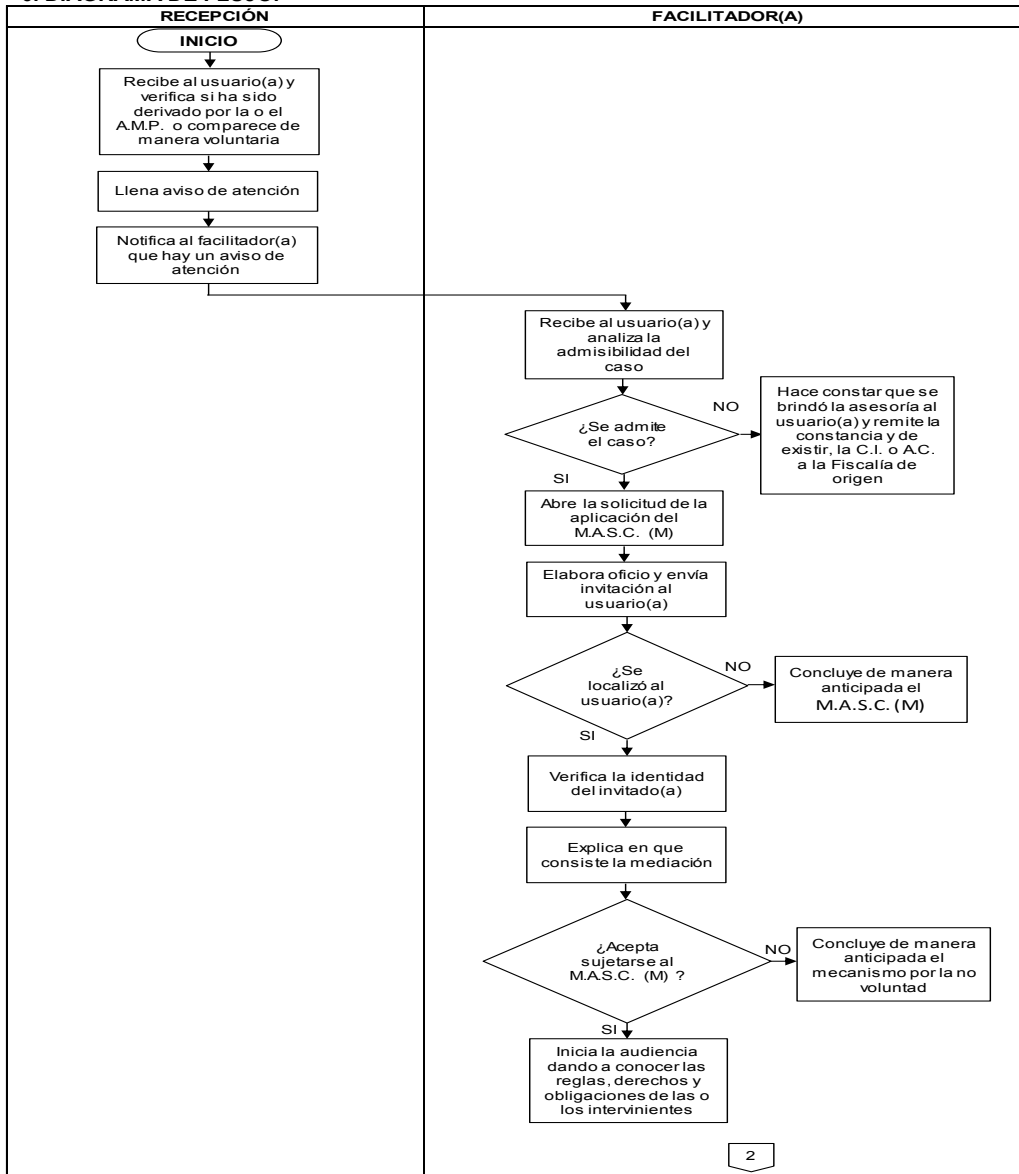 RECEPCIÓN
FACILITADOR(A)
INICIO
Recibe al usuario(a) y
verifica si ha sido
derivado por la o el
A.M.P. o comparece de
manera voluntaria
Llena aviso de atención
Notifica al facilitador(a)
que hay un aviso de
atención
Recibe al usuario(a) y
analiza la
admisibilidad del
caso
¿Se admite
el caso?
NO
Hace constar que se
brindó la asesoría al
usuario(a) y remite la
constancia y de
existir, la C.I. o A.C.
a la Fiscalía de
origen
SI
Abre la solicitud de la
aplicación del
M.A.S.C. (M)
Elabora oficio y envía
invitación al
usuario(a)
¿Se
localizó al
usuario(a)?
NO
Concluye de manera
anticipada el
M.A.S.C. (M)
SI
Verifica la identidad
del invitado(a)
Explica en que
consiste la mediación
¿Acepta
sujetarse al
M.A.S.C. (M) ?
NO
Concluye de manera
anticipada el
mecanismo por la no
voluntad
SI
Inicia la audiencia
dando a conocer las
reglas, derechos y
obligaciones de las o
los intervinientes
2